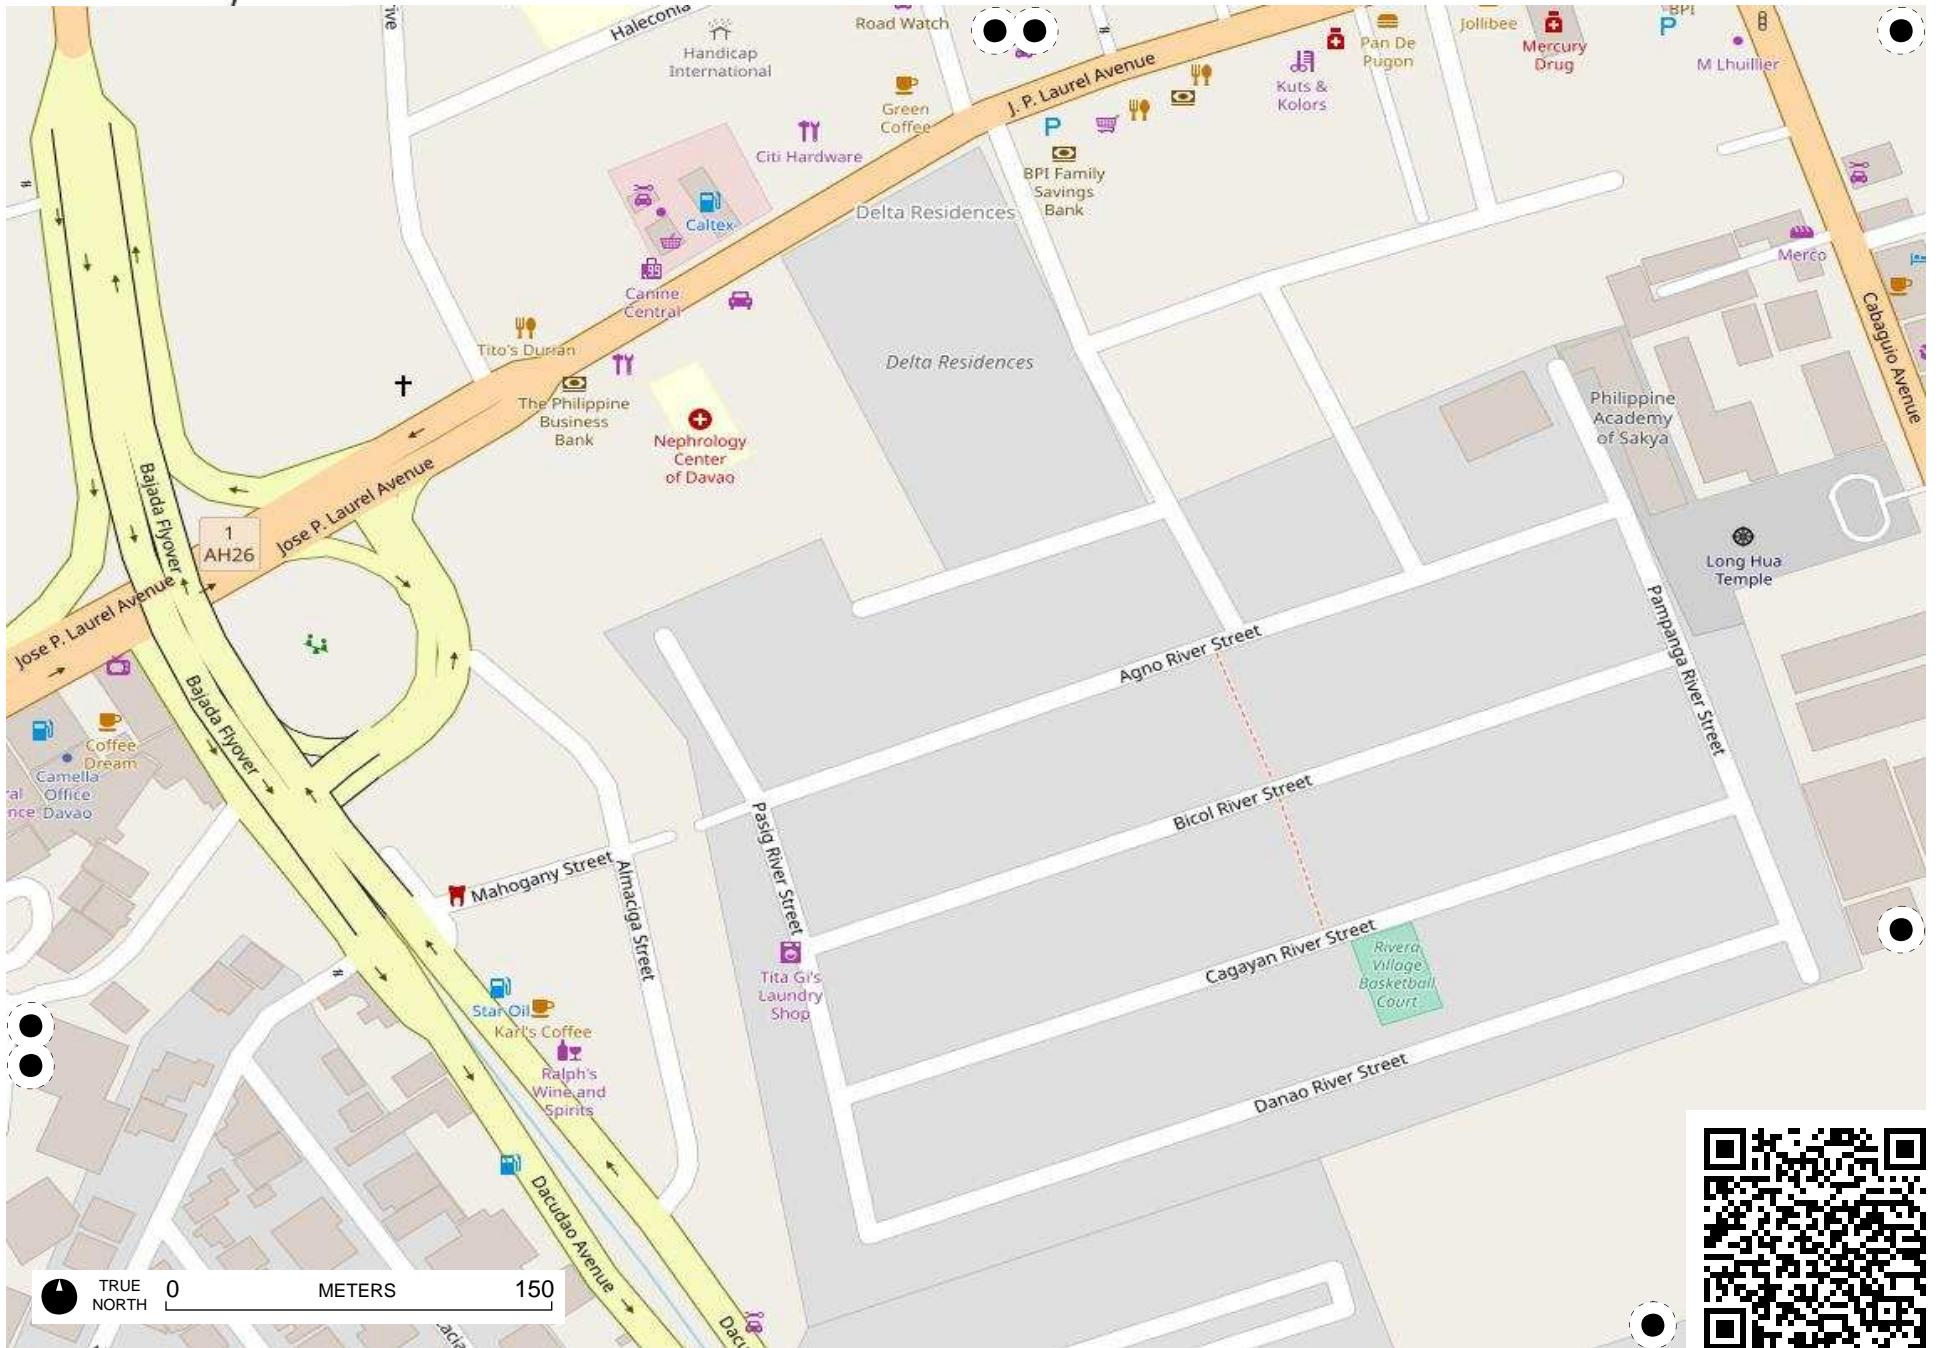 Haleconia
Road Watch
Handicap
International
J. P. Laurel Avenue
Pan De
Pugon
Jollibee
Mercury
Drug
BPI
P
M Lhuillier
Kuts &
Kolors
Green
Coffee
Citi Hardware
P
BPI Family
Savings
Bank
Caltex
Delta Residences
Merco
Canine
Central
Cabaguio Avenue
Tito's Durian
Delta Residences
The Philippine
Business
Bank
Nephrology
Center
of Davao
Philippine
Academy
of Sakya
Bajada Flyover
1
AH26
Jose P. Laurel Avenue
Long Hua
Temple
Jose P. Laurel Avenue
Agno River Street
Pampanga River Street
Bajada Flyover
Coffee
Dream
Camella
Office
Davao
Bicol River Street
Pasig River Street
Mahogany Street
Almaciga Street
Cagayan River Street
Rivera
Village
Basketball
Court
Tita Gi's
Laundry
Shop
Star Oil
Karl's Coffee
Ralph's
Wine and
Spirits
Danao River Street
Dacudao Avenue
TRUE
NORTH
0 METERS 150